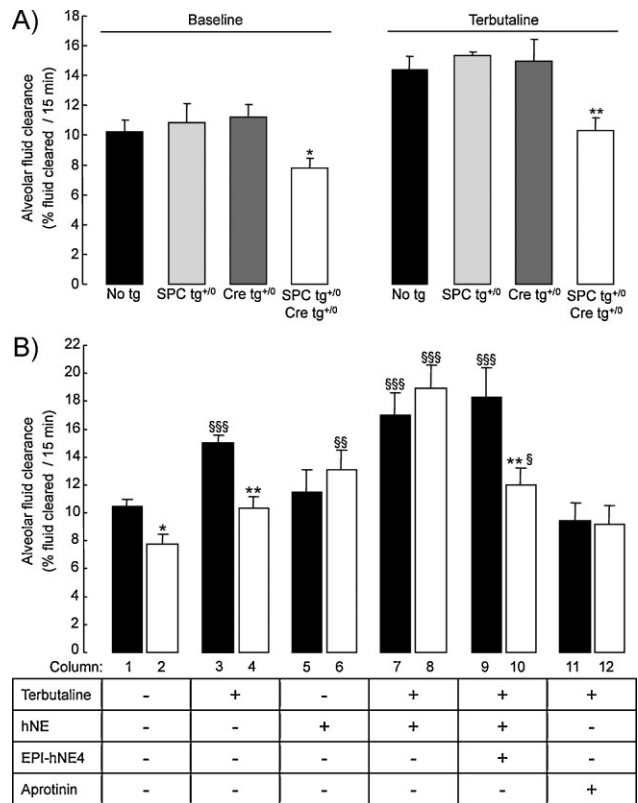 A)
Baseline
Terbutaline
Alveolar fluid clearance
(% fluid cleared / 15 min)
18
16
14
12
10
8
6
4
2
0
*
**
No tg
SPC tg+/0
Cre tg+/0
SPC tg+/0
Cre tg+/0
No tg
SPC tg+/0
Cre tg+/0
SPC tg+/0
Cre tg+/0
B)
Alveolar fluid clearance
(% fluid cleared / 15 min)
22
20
18
16
14
12
10
8
6
4
2
0
*
§§§
**
§§
§§§
§§§
§§§
** §
Column: 1 2 3 4 5 6 7 8 9 10 11 12
Terbutaline - + - + + +
hNE - - + + + -
EPI-hNE4 - - - - + -
Aprotinin - - - - - +